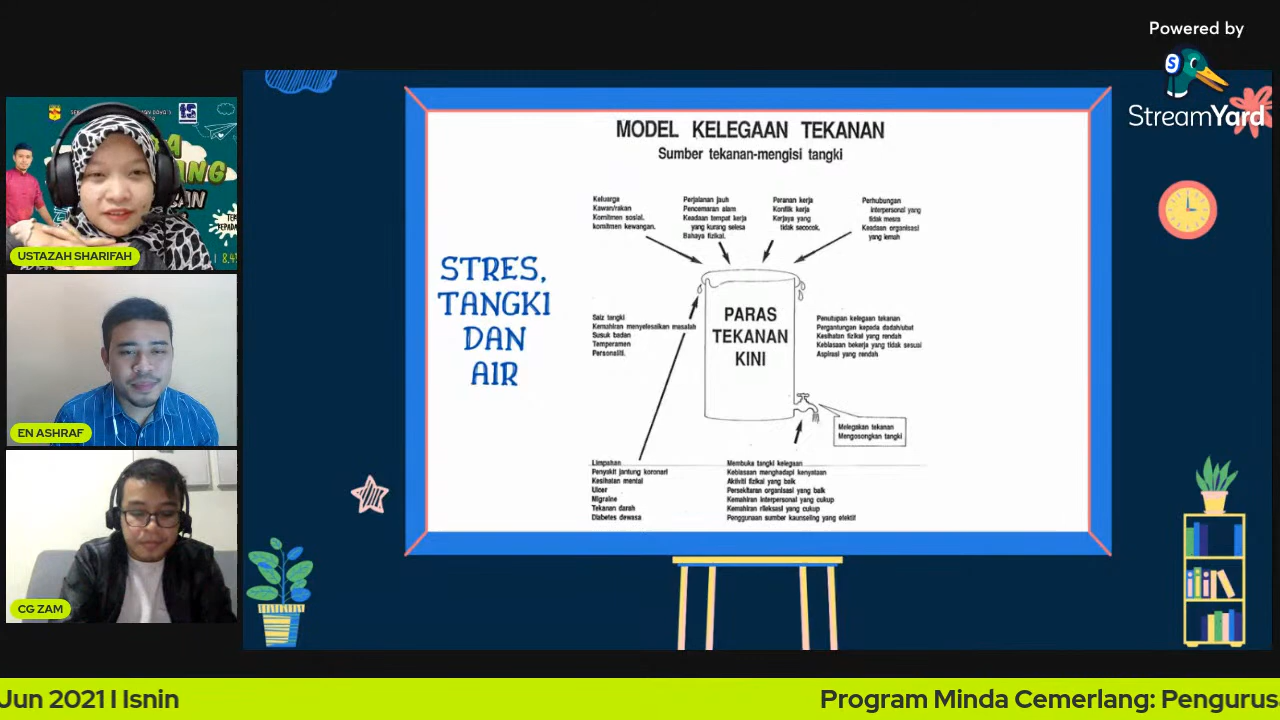 Powered by
StreamYard
USTAZAH SHARIFAH
EN ASHRAF
CG ZAM
MODEL KELEGAAN TEKANAN
Sumber tekanan-mengisi tangki
Keluarga
Kawan/rakan
Komitmen sosial.
komitmen kewangan.
Perjalanan jauh
Pencemaran alam
Keadaan tempat kerja
yang kurang selesa
Bahaya fizikal.
Peranan kerja
Konflik kerja
Kerjaya yang
tidak secocok.
Perhubungan
interpersonal yang
tidak mesra
Keadaan organisasi
yang lemah
STRES,
TANGKI
DAN
AIR
PARAS
TEKANAN
KINI
Saiz tangki
Kemahiran menyelesaikan masalah
Susuk badan
Temperamen
Personaliti.
Penutupan kelegaan tekanan
Pergantungan kepada dadah/ubat
Kesihatan fizikal yang rendah
Kebiasaan bekerja yang tidak sesuai
Aspirasi yang rendah
Melegakan tekanan
Mengosongkan tangki
Limpahan
Penyakit jantung koronari
Kesihatan mental
Ulcer
Migraine
Tekanan darah
Diabetes dewasa
Membuka tangki kelegaan
Kebiasaan menghadapi kenyataan
Aktiviti fizikal yang baik
Persekitaran organisasi yang baik
Kemahiran interpersonal yang cukup
Kemahiran rileksasi yang cukup
Penggunaan sumber kaunseling yang efektif
Jun 2021 I Isnin
Program Minda Cemerlang: Pengurus